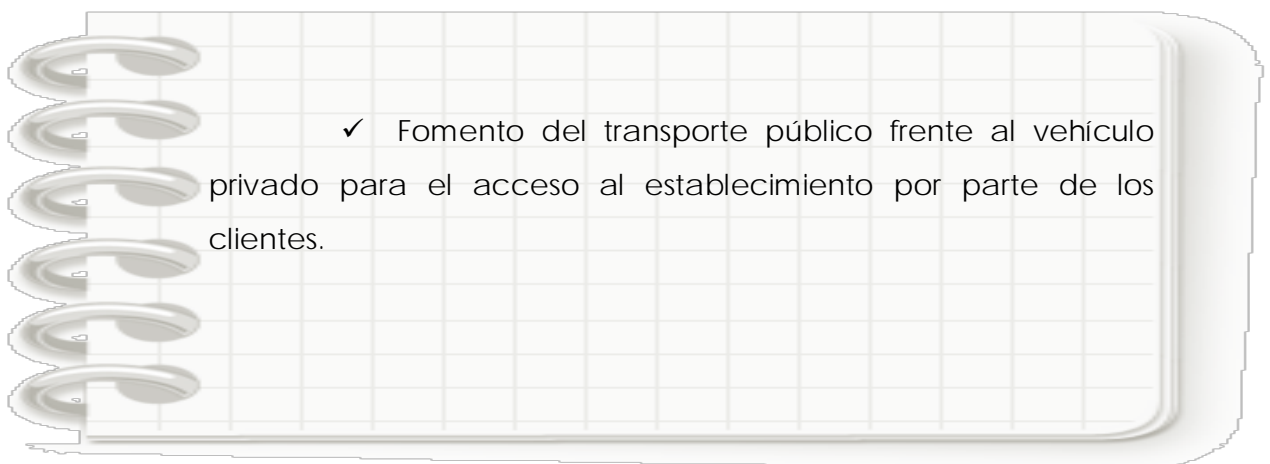 ✓ Fomento del transporte público frente al vehículo
privado para el acceso al establecimiento por parte de los
clientes.